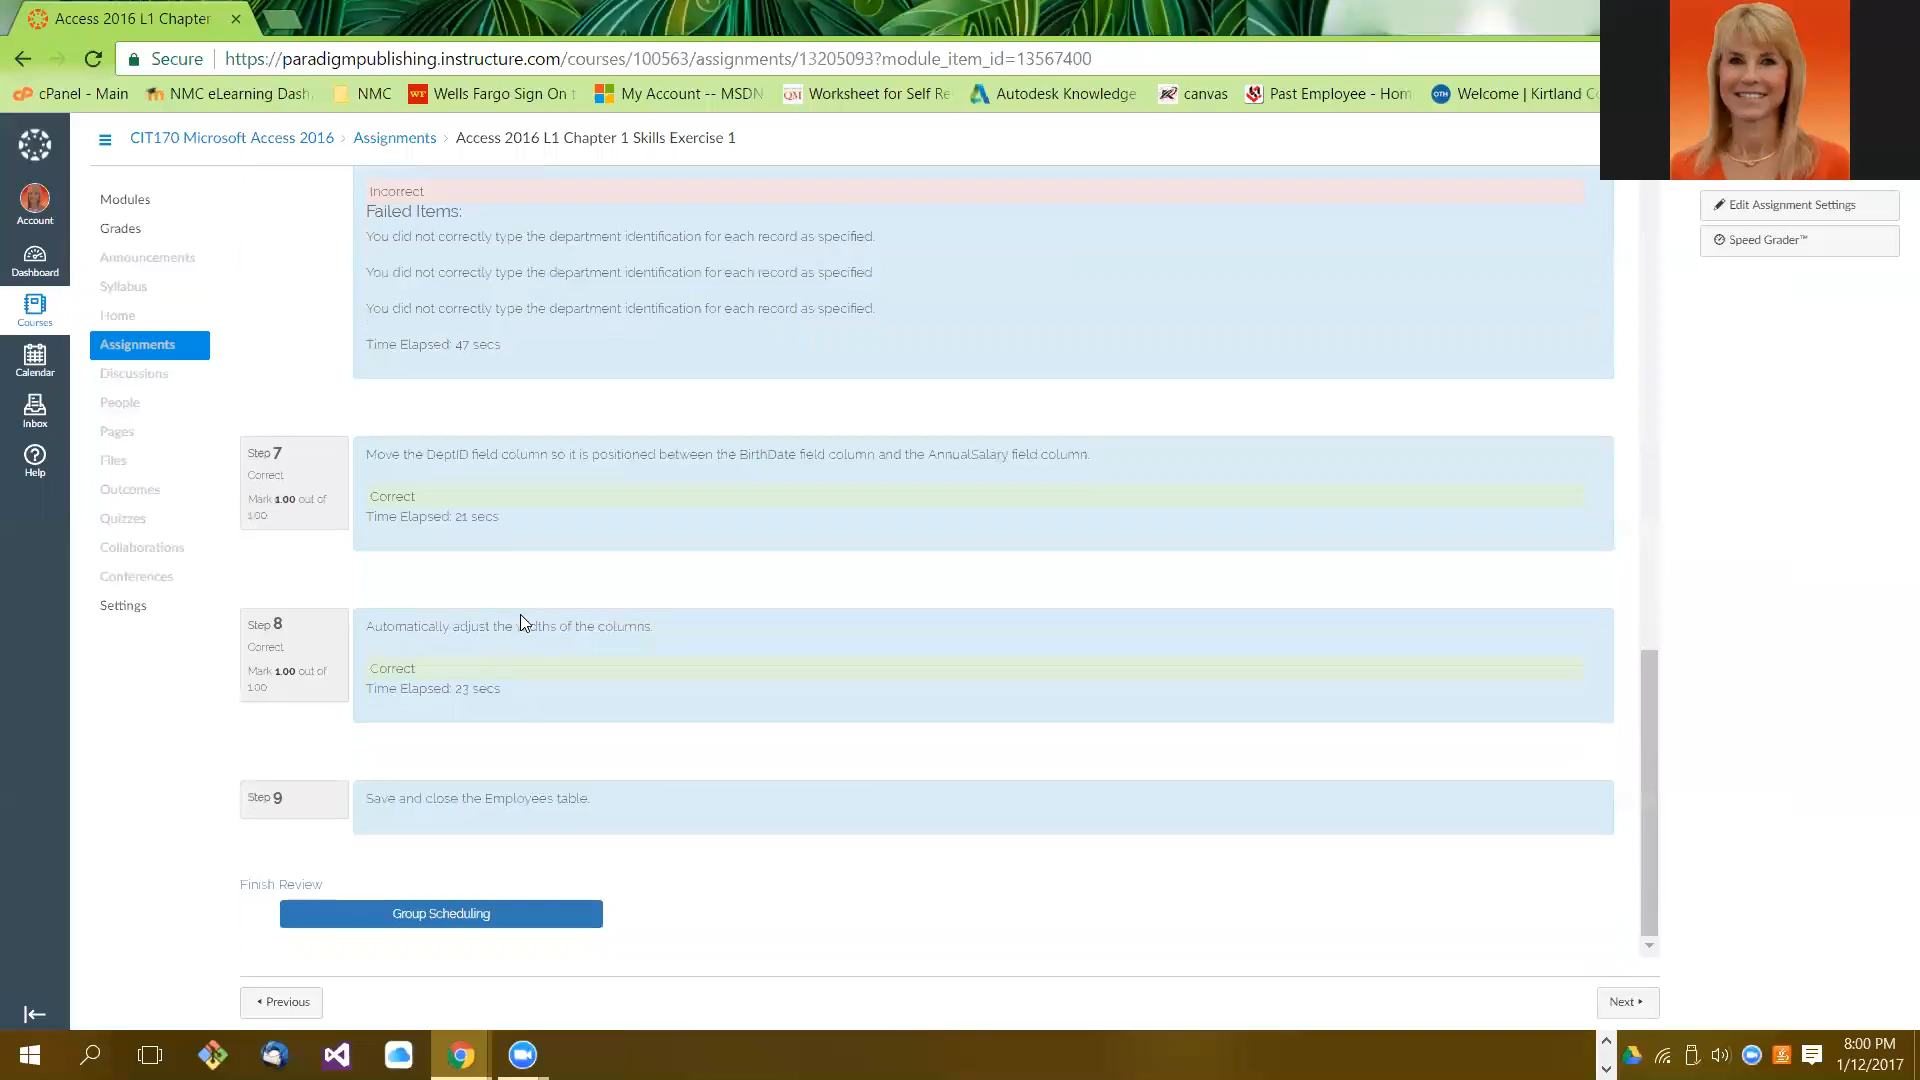 Access 2016 L1 Chapter
Secure
https://paradigmpublishing.instructure.com/courses/100563/assignments/13205093?module_item_id=13567400
cPanel - Main
NMC eLearning Dash
NMC
Wells Fargo Sign On t
My Account -- MSDN
Worksheet for Self Re
Autodesk Knowledge
canvas
Past Employee - Hom
Welcome | Kirtland Co
CIT170 Microsoft Access 2016 › Assignments › Access 2016 L1 Chapter 1 Skills Exercise 1
Account
Dashboard
Courses
Calendar
Inbox
Help
Modules
Grades
Announcements
Syllabus
Home
Assignments
Discussions
People
Pages
Files
Outcomes
Quizzes
Collaborations
Conferences
Settings
Incorrect
Failed Items:
You did not correctly type the department identification for each record as specified.
You did not correctly type the department identification for each record as specified
You did not correctly type the department identification for each record as specified.
Time Elapsed: 47 secs
Step 7
Correct
Mark 1.00 out of
1.00
Move the DeptID field column so it is positioned between the BirthDate field column and the AnnualSalary field column.
Correct
Time Elapsed: 21 secs
Step 8
Correct
Mark 1.00 out of
1.00
Automatically adjust the widths of the columns.
Correct
Time Elapsed: 23 secs
Step 9
Save and close the Employees table.
Finish Review
Group Scheduling
Previous
Next
Edit Assignment Settings
Speed Grader™
8:00 PM
1/12/2017